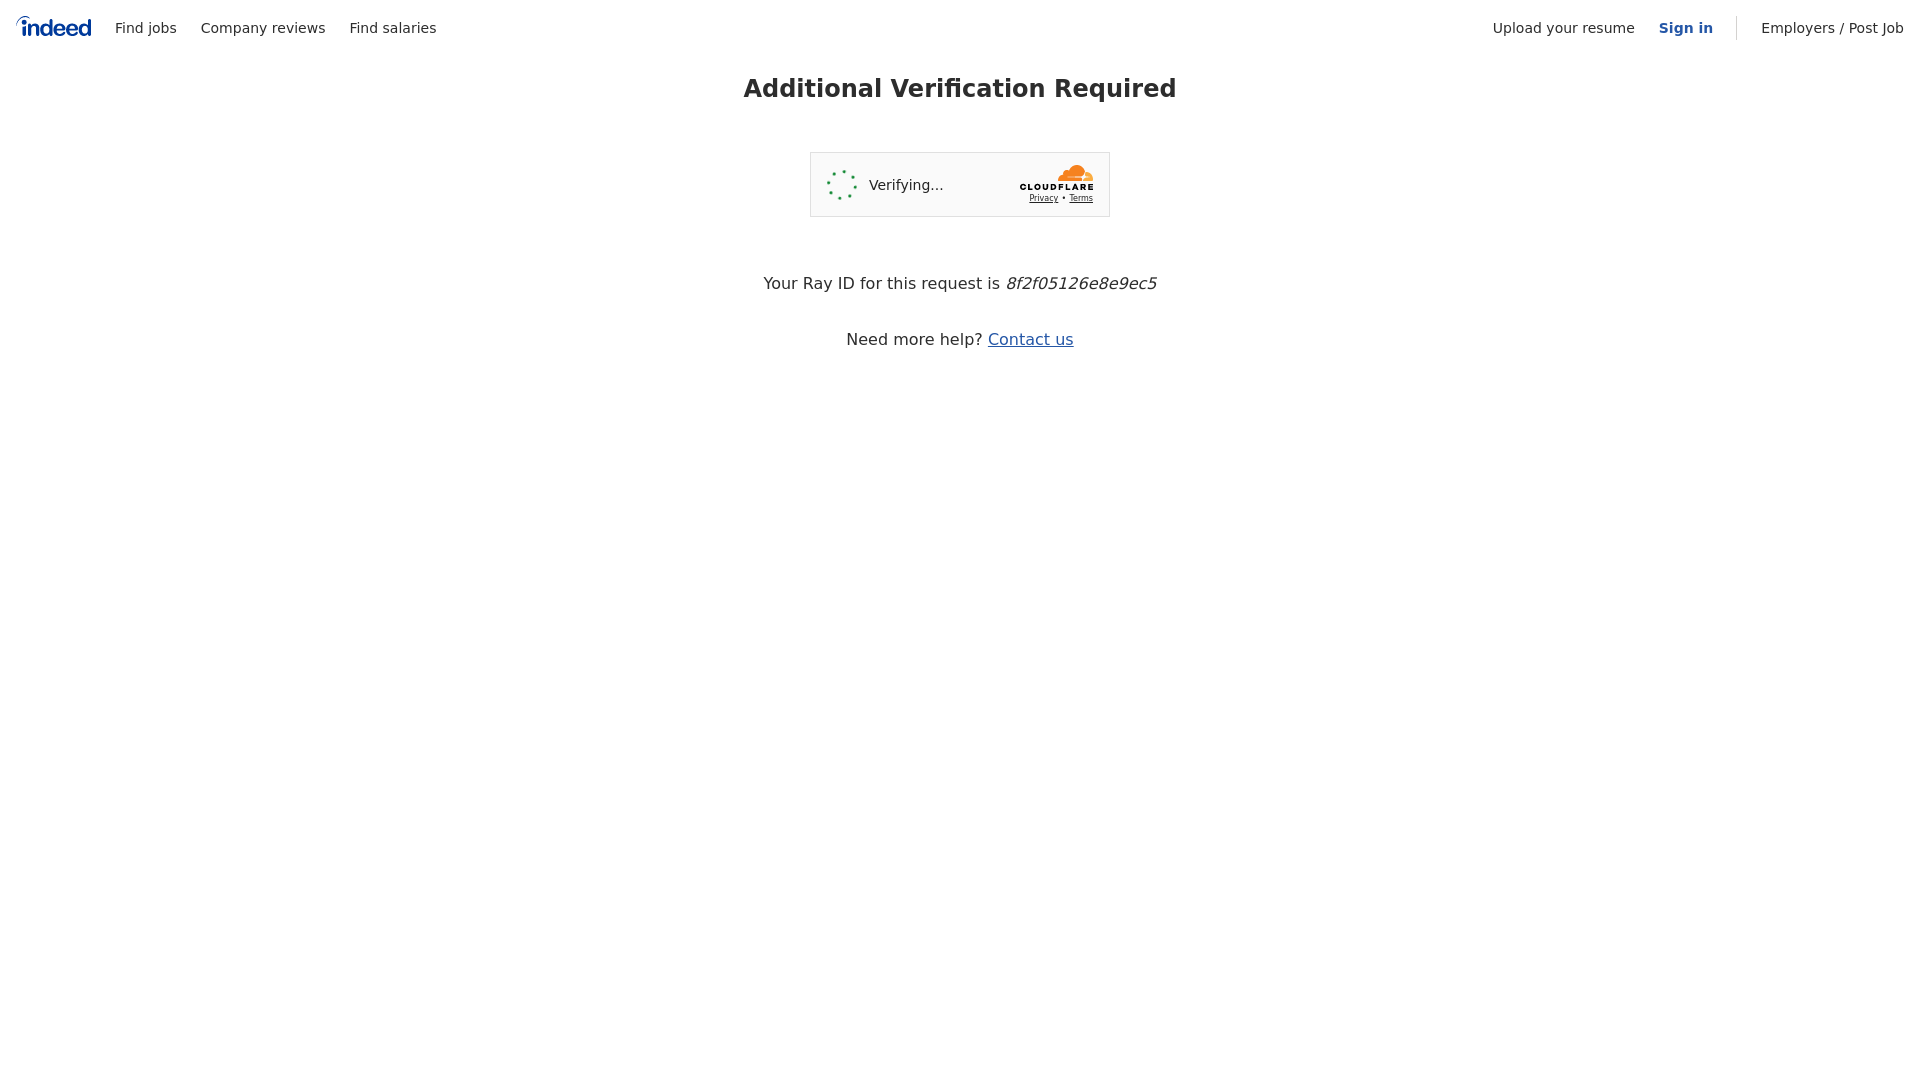 indeed Find jobs Company reviews Find salaries Upload your resume Sign in Employers / Post Job
Additional Verification Required
Verifying... CLOUDFLARE
Privacy • Terms
Your Ray ID for this request is 8f2f05126e8e9ec5
Need more help? Contact us